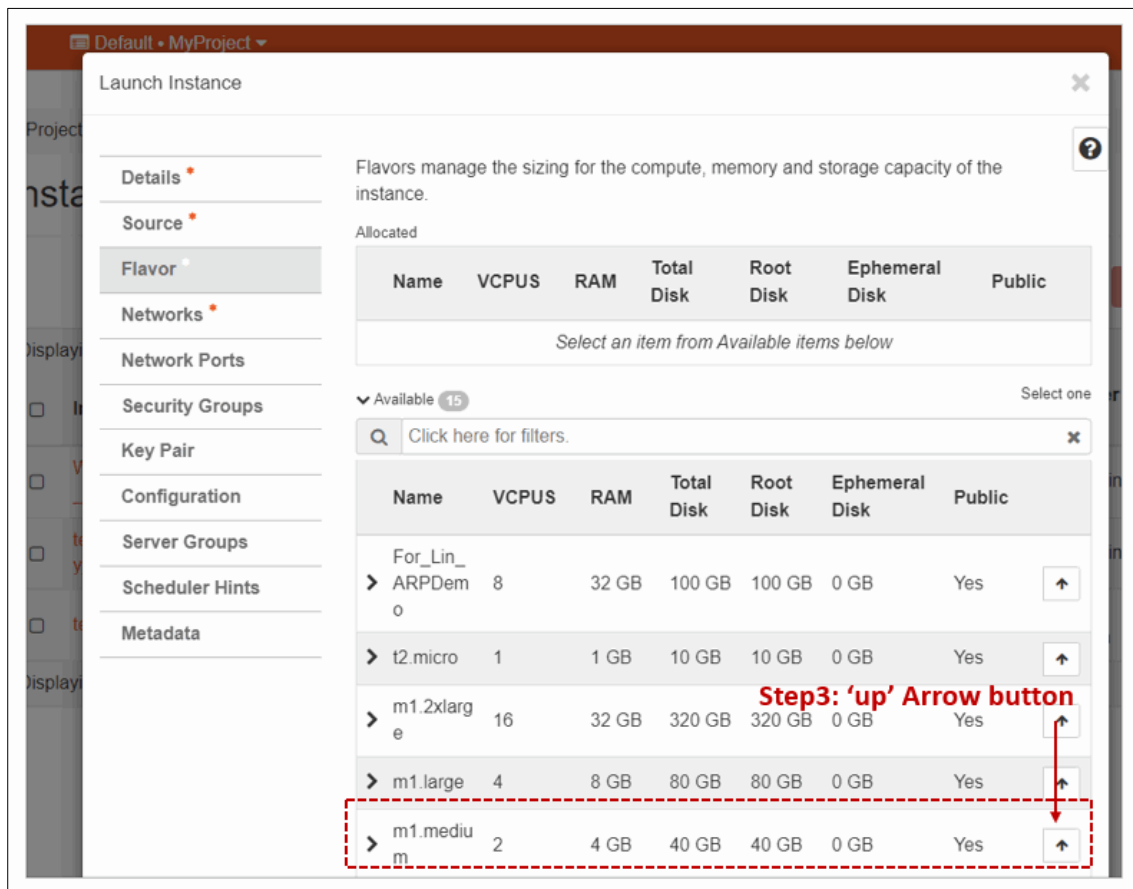 Default • MyProject
Launch Instance
Project
Details *
Source *
Flavor
Networks *
Network Ports
Security Groups
Key Pair
Configuration
Server Groups
Scheduler Hints
Metadata
Flavors manage the sizing for the compute, memory and storage capacity of the
instance.
Allocated
Name VCPUS RAM Total Disk Root Disk Ephemeral Disk Public
Select an item from Available items below
Available 15
Select one
Click here for filters.
Name VCPUS RAM Total Disk Root Disk Ephemeral Disk Public
For_Lin_
ARPDem
o
8 32 GB 100 GB 100 GB 0 GB Yes
t2.micro 1 1 GB 10 GB 10 GB 0 GB Yes
Step3: ‘up’ Arrow button
m1.2xlarg
e
16 32 GB 320 GB 320 GB 0 GB Yes
m1.large 4 8 GB 80 GB 80 GB 0 GB Yes
m1.mediu
m
2 4 GB 40 GB 40 GB 0 GB Yes